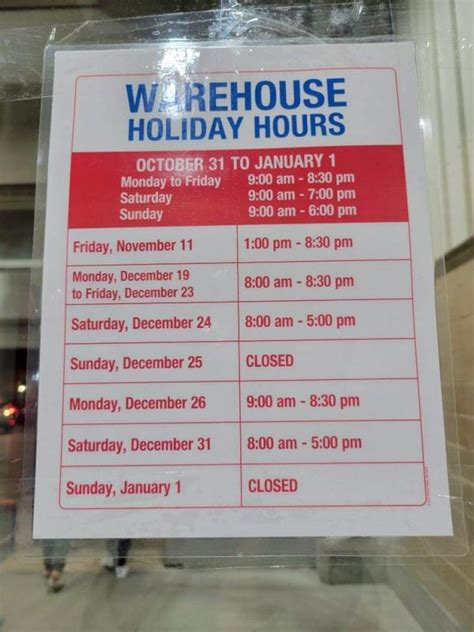 WAREHOUSE
HOLIDAY HOURS
OCTOBER 31 TO JANUARY 1
Monday to Friday 9:00 am - 8:30 pm
Saturday 9:00 am - 7:00 pm
Sunday 9:00 am - 6:00 pm
Friday, November 11 1:00 pm - 8:30 pm
Monday, December 19
to Friday, December 23 8:00 am - 8:30 pm
Saturday, December 24 8:00 am - 5:00 pm
Sunday, December 25 CLOSED
Monday, December 26 9:00 am - 8:30 pm
Saturday, December 31 8:00 am - 5:00 pm
Sunday, January 1 CLOSED